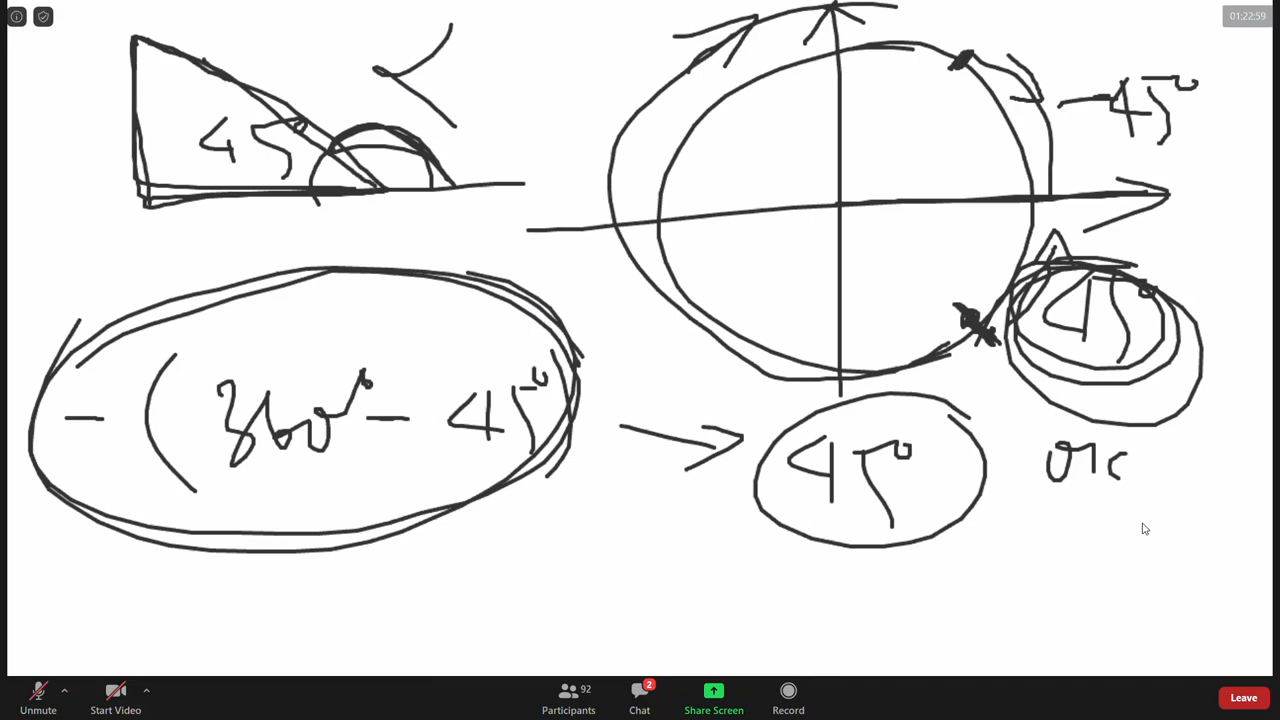 01:22:59
45°
-45°
45°
- ( 360° - 45° )
45°
Unmute
Start Video
92
Participants
2
Chat
Share Screen
Record
Leave